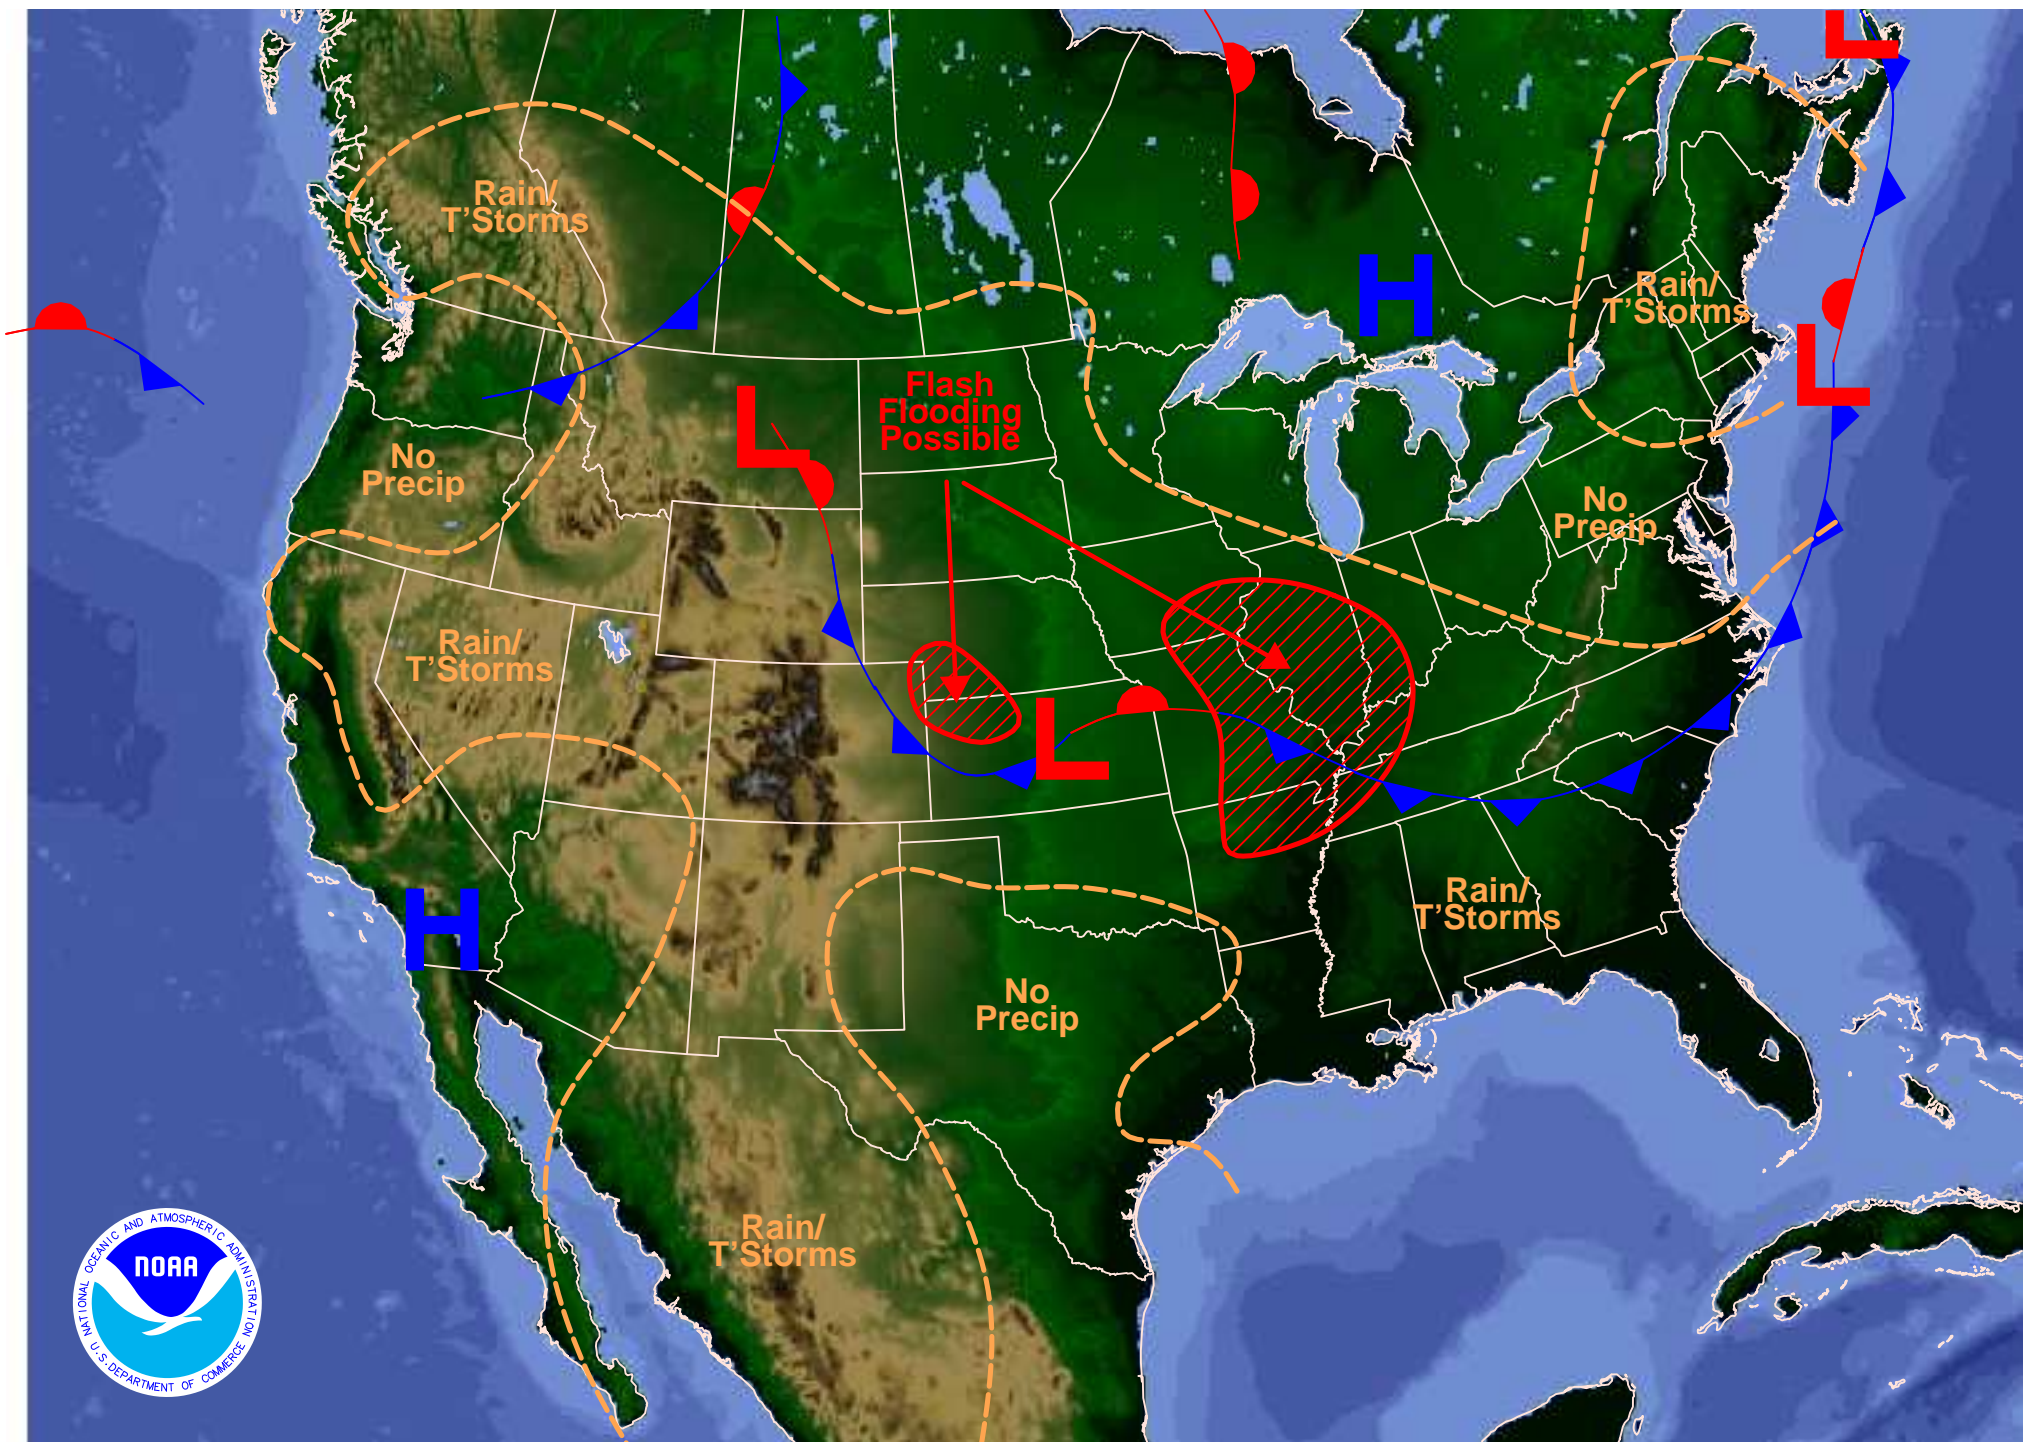 L
Rain/
T'Storms
Rain/
T'Storms
H
L
L
Flash
Flooding
Possible
No
Precip
No
Precip
Rain/
T'Storms
L
Rain/
T'Storms
H
No
Precip
Rain/
T'Storms
NATIONAL OCEANIC AND ATMOSPHERIC ADMINISTRATION
NOAA
U.S. DEPARTMENT OF COMMERCE